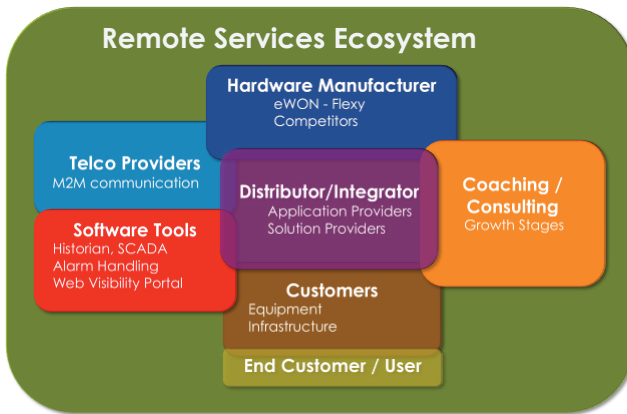 Remote Services Ecosystem
Hardware Manufacturer
eWON - Flexy
Competitors
Telco Providers
M2M communication
Distributor/Integrator
Application Providers
Solution Providers
Coaching /
Consulting
Growth Stages
Software Tools
Historian, SCADA
Alarm Handling
Web Visibility Portal
Customers
Equipment
Infrastructure
End Customer / User